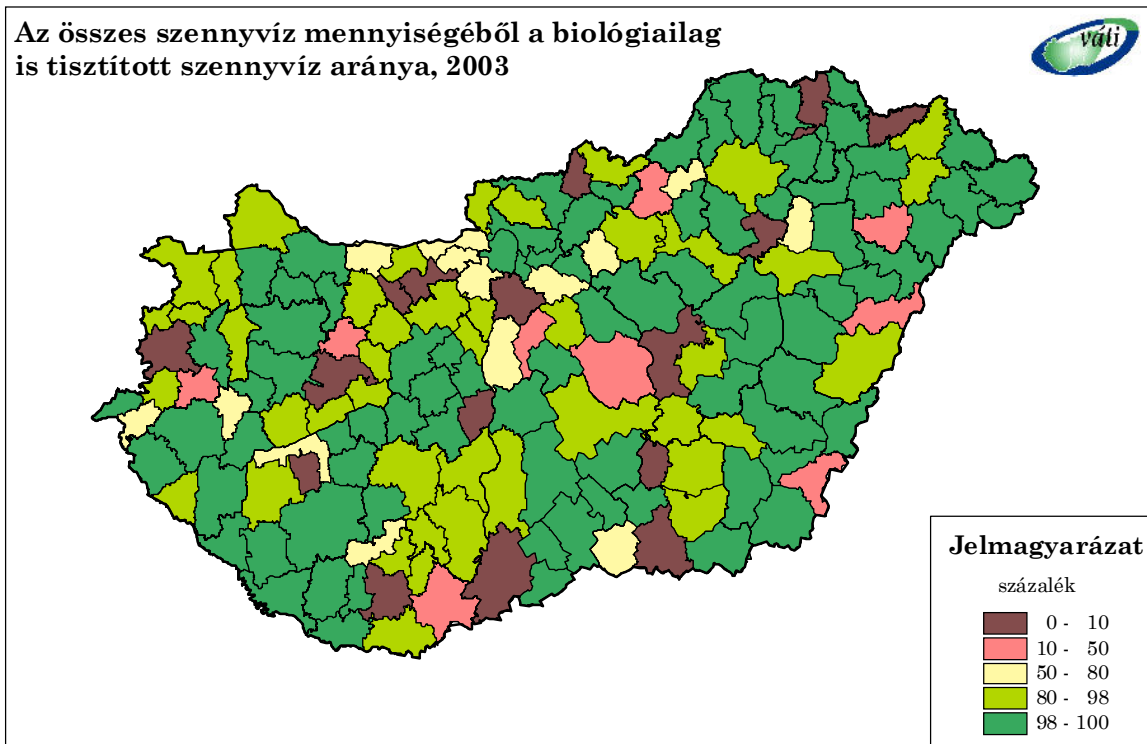 Az összes szennyvíz mennyiségéből a biológiailag
is tisztított szennyvíz aránya, 2003
váti
Jelmagyarázat
százalék
0 - 10
10 - 50
50 - 80
80 - 98
98 - 100